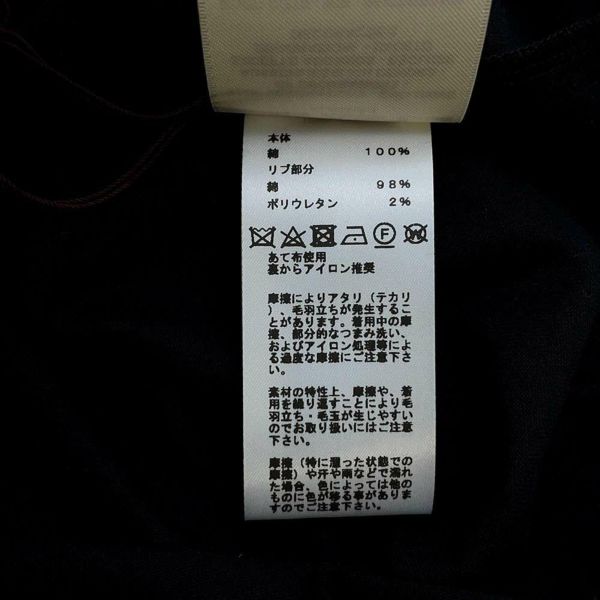 本体
綿 100%
リブ部分
綿 98%
ポリウレタン 2%
F W
あて布使用
裏からアイロン推奨
摩擦によりアタリ（テカリ
）、毛羽立ちが発生するこ
とがあります。着用中の摩
擦、部分的なつまみ洗い、
およびアイロン処理等によ
る過度な摩擦にご注意下さ
い。
素材の特性上、摩擦や、着
用を繰り返すことにより毛
羽立ち・毛玉が生じやすい
のでお取り扱いにはご注意
下さい。
摩擦（特に湿った状態での
摩擦）や汗や雨などで濡れ
た場合、色によっては他の
ものに色が移る事がありま
すのでご注意下さい。